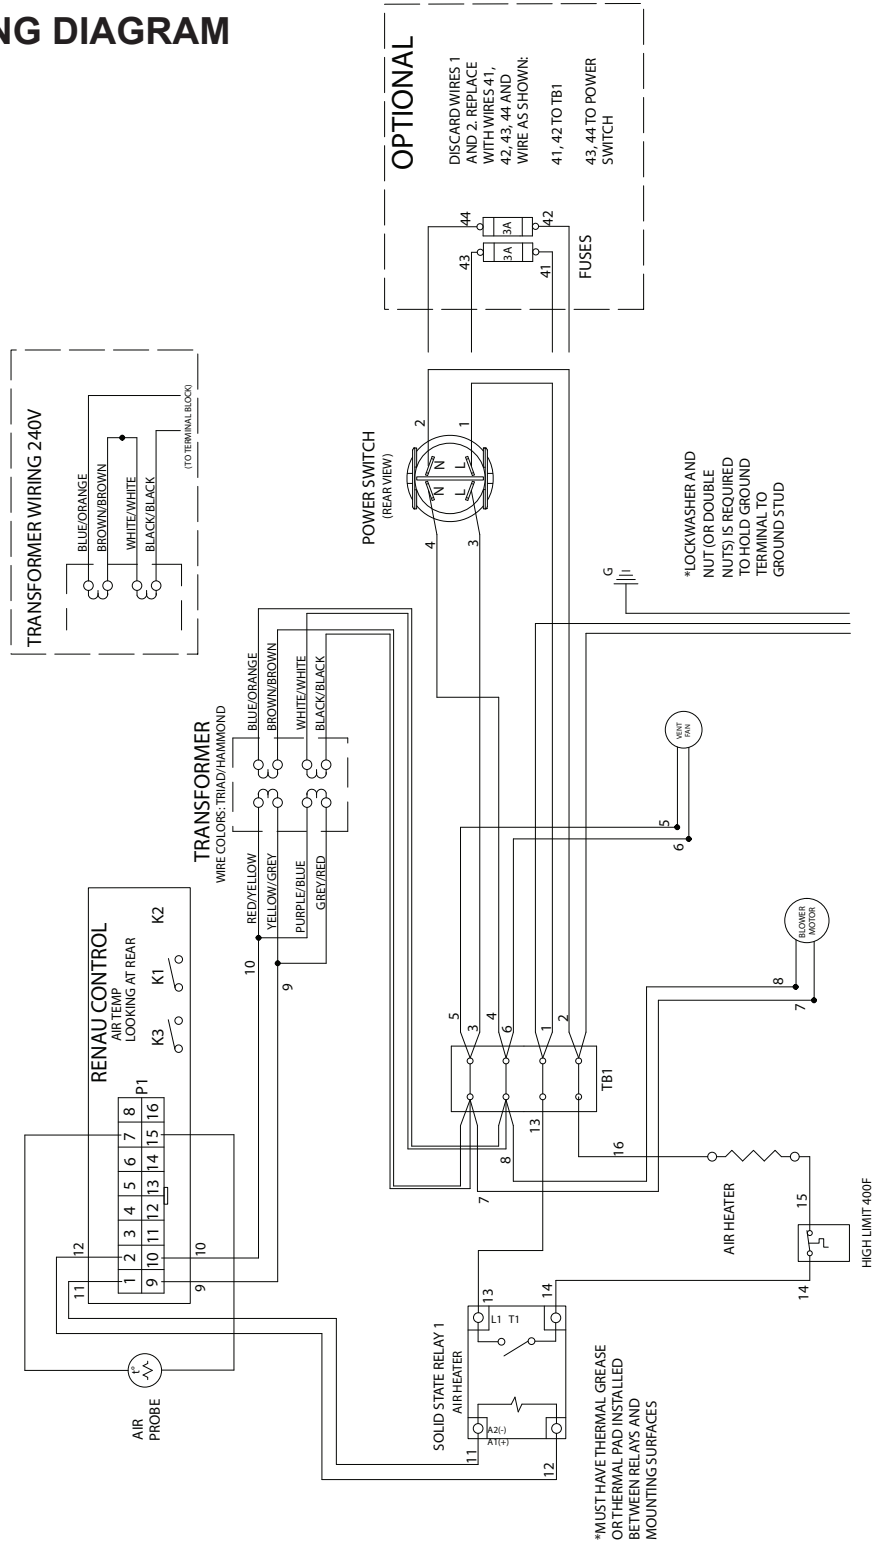 NG DIAGRAM
OPTIONAL
DISCARD WIRES 1
AND 2. REPLACE
WITH WIRES 41,
42, 43, 44 AND
WIRE AS SHOWN:
41, 42 TO TB1
43, 44 TO POWER
SWITCH
44
43
3A
3A
42
41
FUSES
TRANSFORMER WIRING 240V
BLUE/ORANGE
BROWN/BROWN
WHITE/WHITE
BLACK/BLACK
(TO TERMINAL BLOCK)
POWER SWITCH
(REAR VIEW)
2
1
N
L
N
L
4
3
*LOCKWASHER AND
NUT (OR DOUBLE
NUTS) IS REQUIRED
TO HOLD GROUND
TERMINAL TO
GROUND STUD
G
TRANSFORMER
WIRE COLORS: TRIAD/HAMMOND
BLUE/ORANGE
BROWN/BROWN
WHITE/WHITE
BLACK/BLACK
RED/YELLOW
YELLOW/GREY
PURPLE/BLUE
GREY/RED
10
9
VENT
FAN
5
6
BLOWER
MOTOR
8
7
RENAU CONTROL
AIR TEMP
LOOKING AT REAR
K3
K1
K2
P1
1 2 3 4 5 6 7 8
9 10 11 12 13 14 15 16
11
12
9
10
AIR
PROBE
t°
5
3
4
6
1
2
TB1
7
8
13
16
AIR HEATER
15
HIGH LIMIT 400F
14
SOLID STATE RELAY 1
AIR HEATER
13
14
L1 T1
A2(-)
A1(+)
11
12
*MUST HAVE THERMAL GREASE
OR THERMAL PAD INSTALLED
BETWEEN RELAYS AND
MOUNTING SURFACES